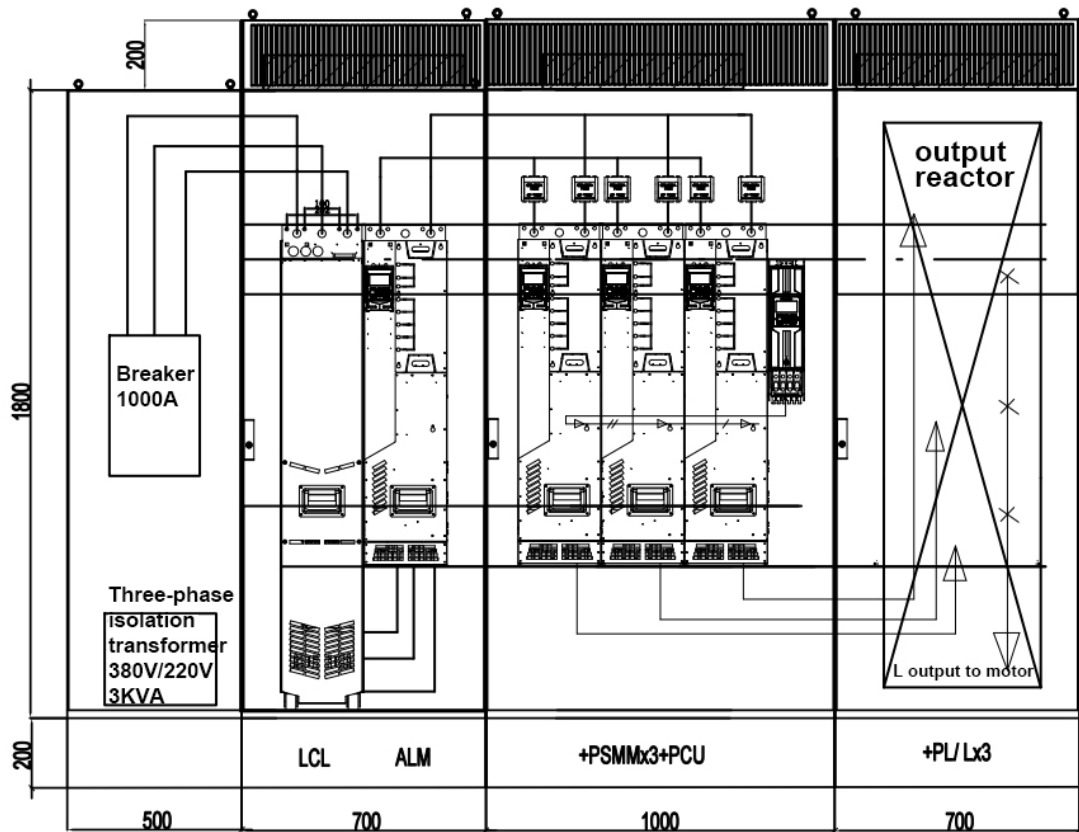 200
output
reactor
1800
Breaker
1000A
Three-phase
isolation
transformer
380V/220V
3KVA
L output to motor
200
LCL
ALM
+PSMMx3+PCU
+PL/ Lx3
500
700
1000
700